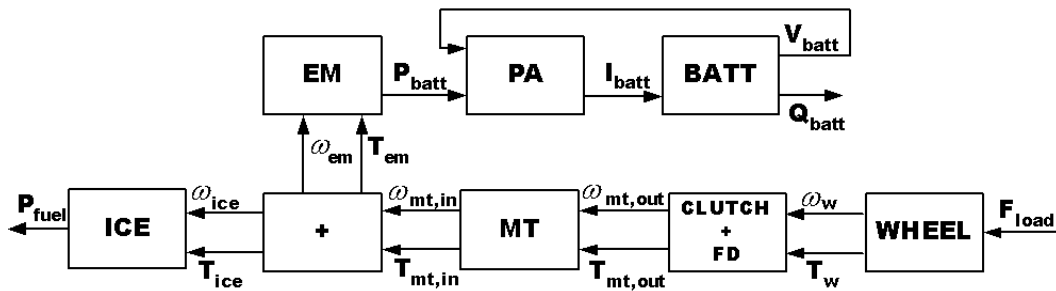 V_batt
EM
P_batt
PA
I_batt
BATT
Q_batt
ω_em
T_em
P_fuel
ICE
ω_ice
T_ice
+
ω_mt,in
T_mt,in
MT
ω_mt,out
T_mt,out
CLUTCH
+
FD
ω_w
T_w
WHEEL
F_load